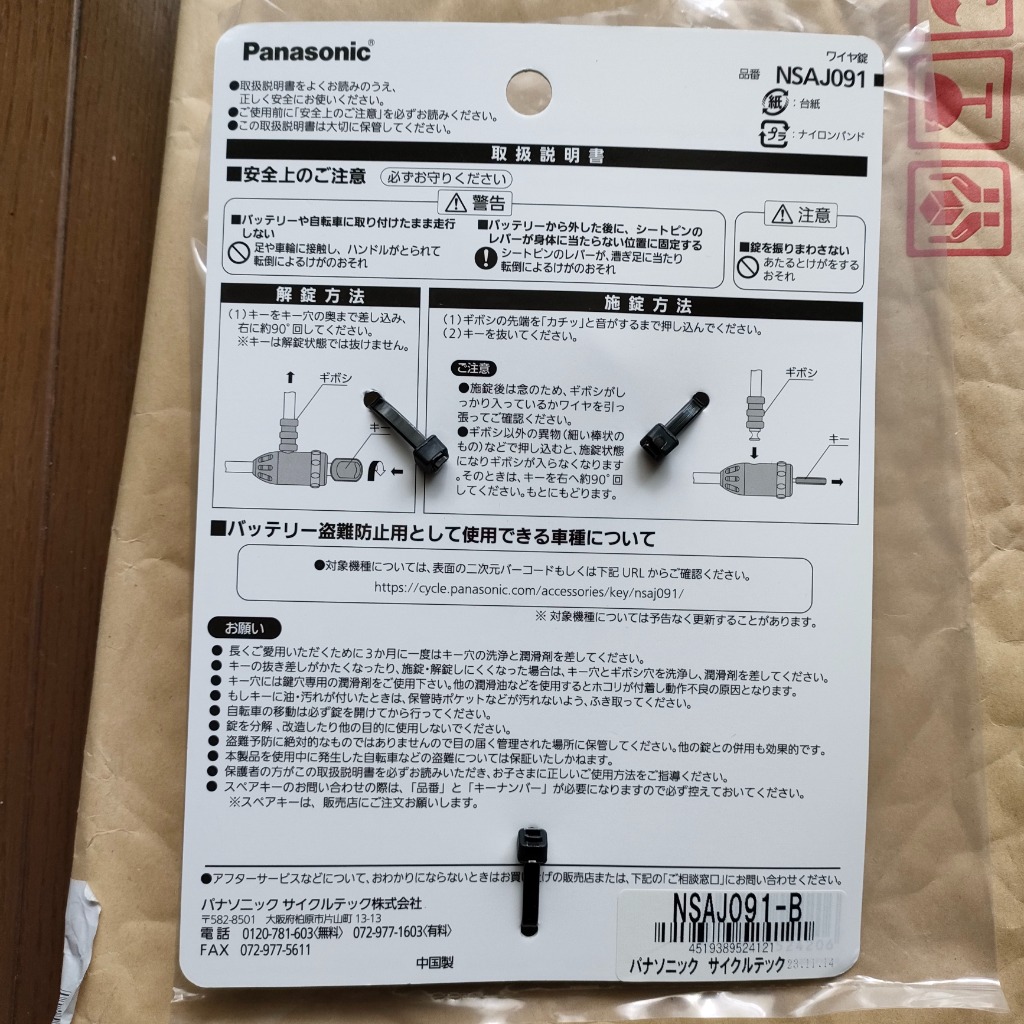 Panasonic®
●取扱説明書をよくお読みのうえ、
正しく安全にお使いください。
●ご使用前に「安全上のご注意」を必ずお読みください。
●この取扱説明書は大切に保管してください。
ワイヤ錠
品番 NSAJ091
紙:台紙
プラ:ナイロンバンド
取扱説明書
■安全上のご注意 必ずお守りください
警告
■バッテリーや自転車に取り付けたまま走行
しない
足や車輪に接触し、ハンドルがとられて
転倒によるけがのおそれ
■バッテリーから外した後に、シートピンの
レバーが身体に当たらない位置に固定する
シートピンのレバーが、漕ぎ足に当たり
転倒によるけがのおそれ
注意
■錠を振りまわさない
あたるとけがをする
おそれ
解錠方法
(1)キーをキー穴の奥まで差し込み、
右に約90°回してください。
※キーは解錠状態では抜けません。
ギボシ
キー
施錠方法
(1)ギボシの先端を「カチッ」と音がするまで押し込んでください。
(2)キーを抜いてください。
ご注意
●施錠後は念のため、ギボシがし
っかり入っているかワイヤを引っ
張ってご確認ください。
●ギボシ以外の異物(細い棒状の
もの)などで押し込むと、施錠状態
になりギボシが入らなくなります
。そのときは、キーを右へ約90°回
してください。もとにもどります。
ギボシ
キー
■バッテリー盗難防止用として使用できる車種について
●対象機種については、表面の二次元バーコードもしくは下記URLからご確認ください。
https://cycle.panasonic.com/accessories/key/nsaj091/
※対象機種については予告なく更新することがあります。
お願い
●長くご愛用いただくために3か月に一度はキー穴の洗浄と潤滑剤を差してください。
●キーの抜き差しがかたくなったり、施錠・解錠しにくくなった場合は、キー穴とギボシ穴を洗浄し、潤滑剤を差してください。
●キー穴には鍵穴専用の潤滑剤をご使用下さい。他の潤滑油などを使用するとホコリが付着し動作不良の原因となります。
●もしキーに油・汚れが付いたときは、保管時ポケットなどが汚れないよう、ふき取ってください。
●自転車の移動は必ず錠を開けてから行ってください。
●錠を分解、改造したり他の目的に使用しないでください。
●盗難予防に絶対的なものではありませんので目の届く管理された場所に保管してください。他の錠との併用も効果的です。
●本製品を使用中に発生した自転車などの盗難については保証いたしかねます。
●保護者の方がこの取扱説明書を必ずお読みいただき、お子さまに正しいご使用方法をご指導ください。
●スペアキーのお問い合わせの際は、「品番」と「キーナンバー」が必要になりますので必ず控えておいてください。
※スペアキーは、販売店にご注文お願いします。
●アフターサービスなどについて、おわかりにならないときはお買い げの販売店または、下記の「ご相談窓口」にお問い合わせください。
パナソニック サイクルテック株式会社
〒582-8501 大阪府柏原市片山町 13-13
電話 0120-781-603〈無料〉 072-977-1603〈有料〉
FAX 072-977-5611
中国製
NSAJ091-B
4519389524121
パナソニック サイクルテック 23.11.14